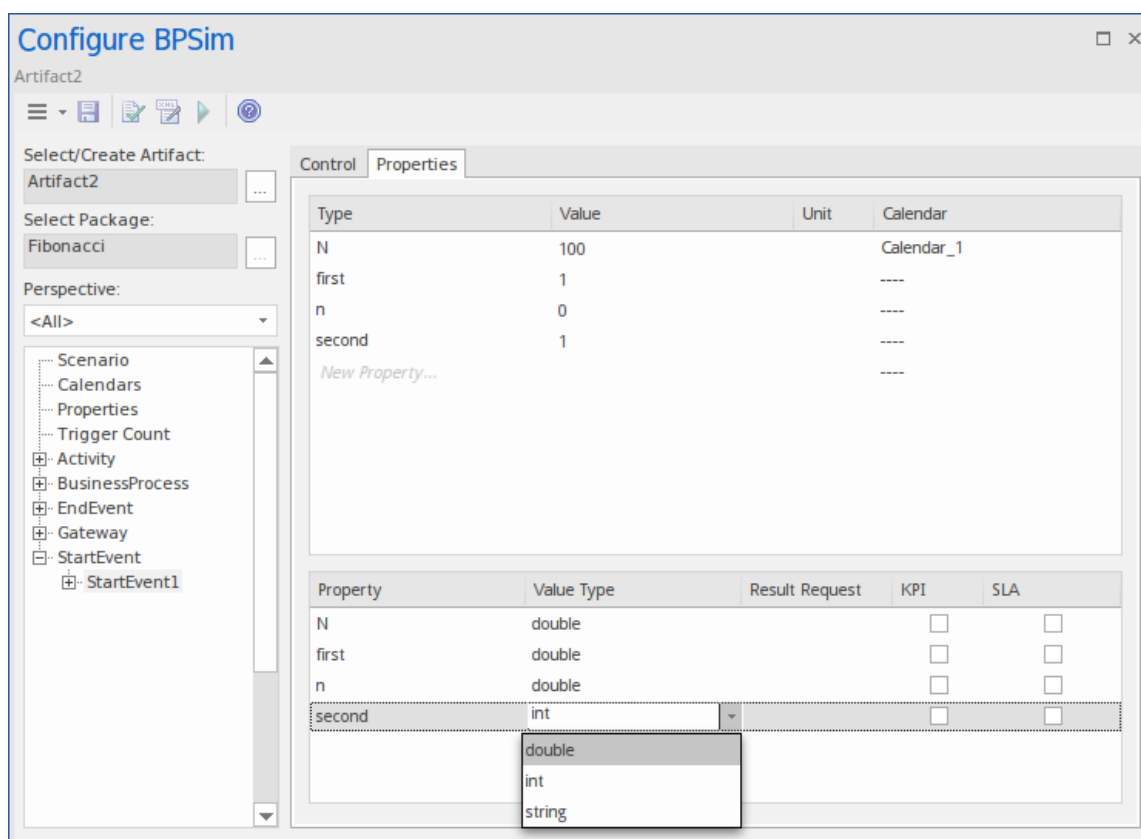 Configure BPSim
Artifact2
Select/Create Artifact:
Artifact2
...
Select Package:
Fibonacci
...
Perspective:
<All>
Scenario
Calendars
Properties
Trigger Count
Activity
BusinessProcess
EndEvent
Gateway
StartEvent
StartEvent1
Control Properties
Type Value Unit Calendar
N 100 Calendar_1
first 1 ----
n 0 ----
second 1 ----
New Property... ----
Property Value Type Result Request KPI SLA
N double
first double
n double
second int
double
int
string